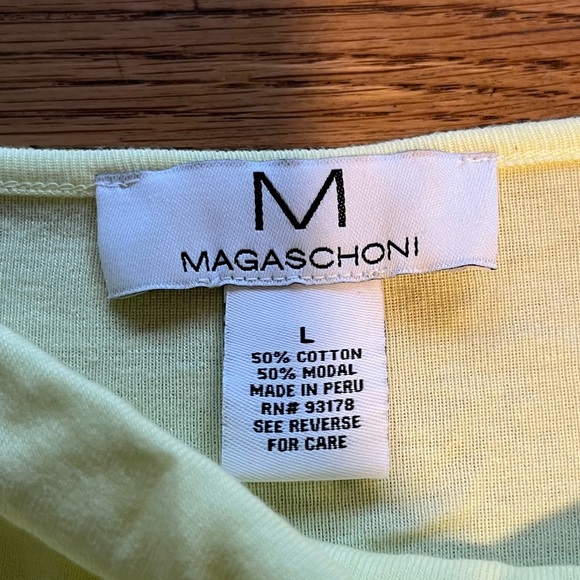 M
MAGASCHONI
L
50% COTTON
50% MODAL
MADE IN PERU
RN# 93178
SEE REVERSE
FOR CARE